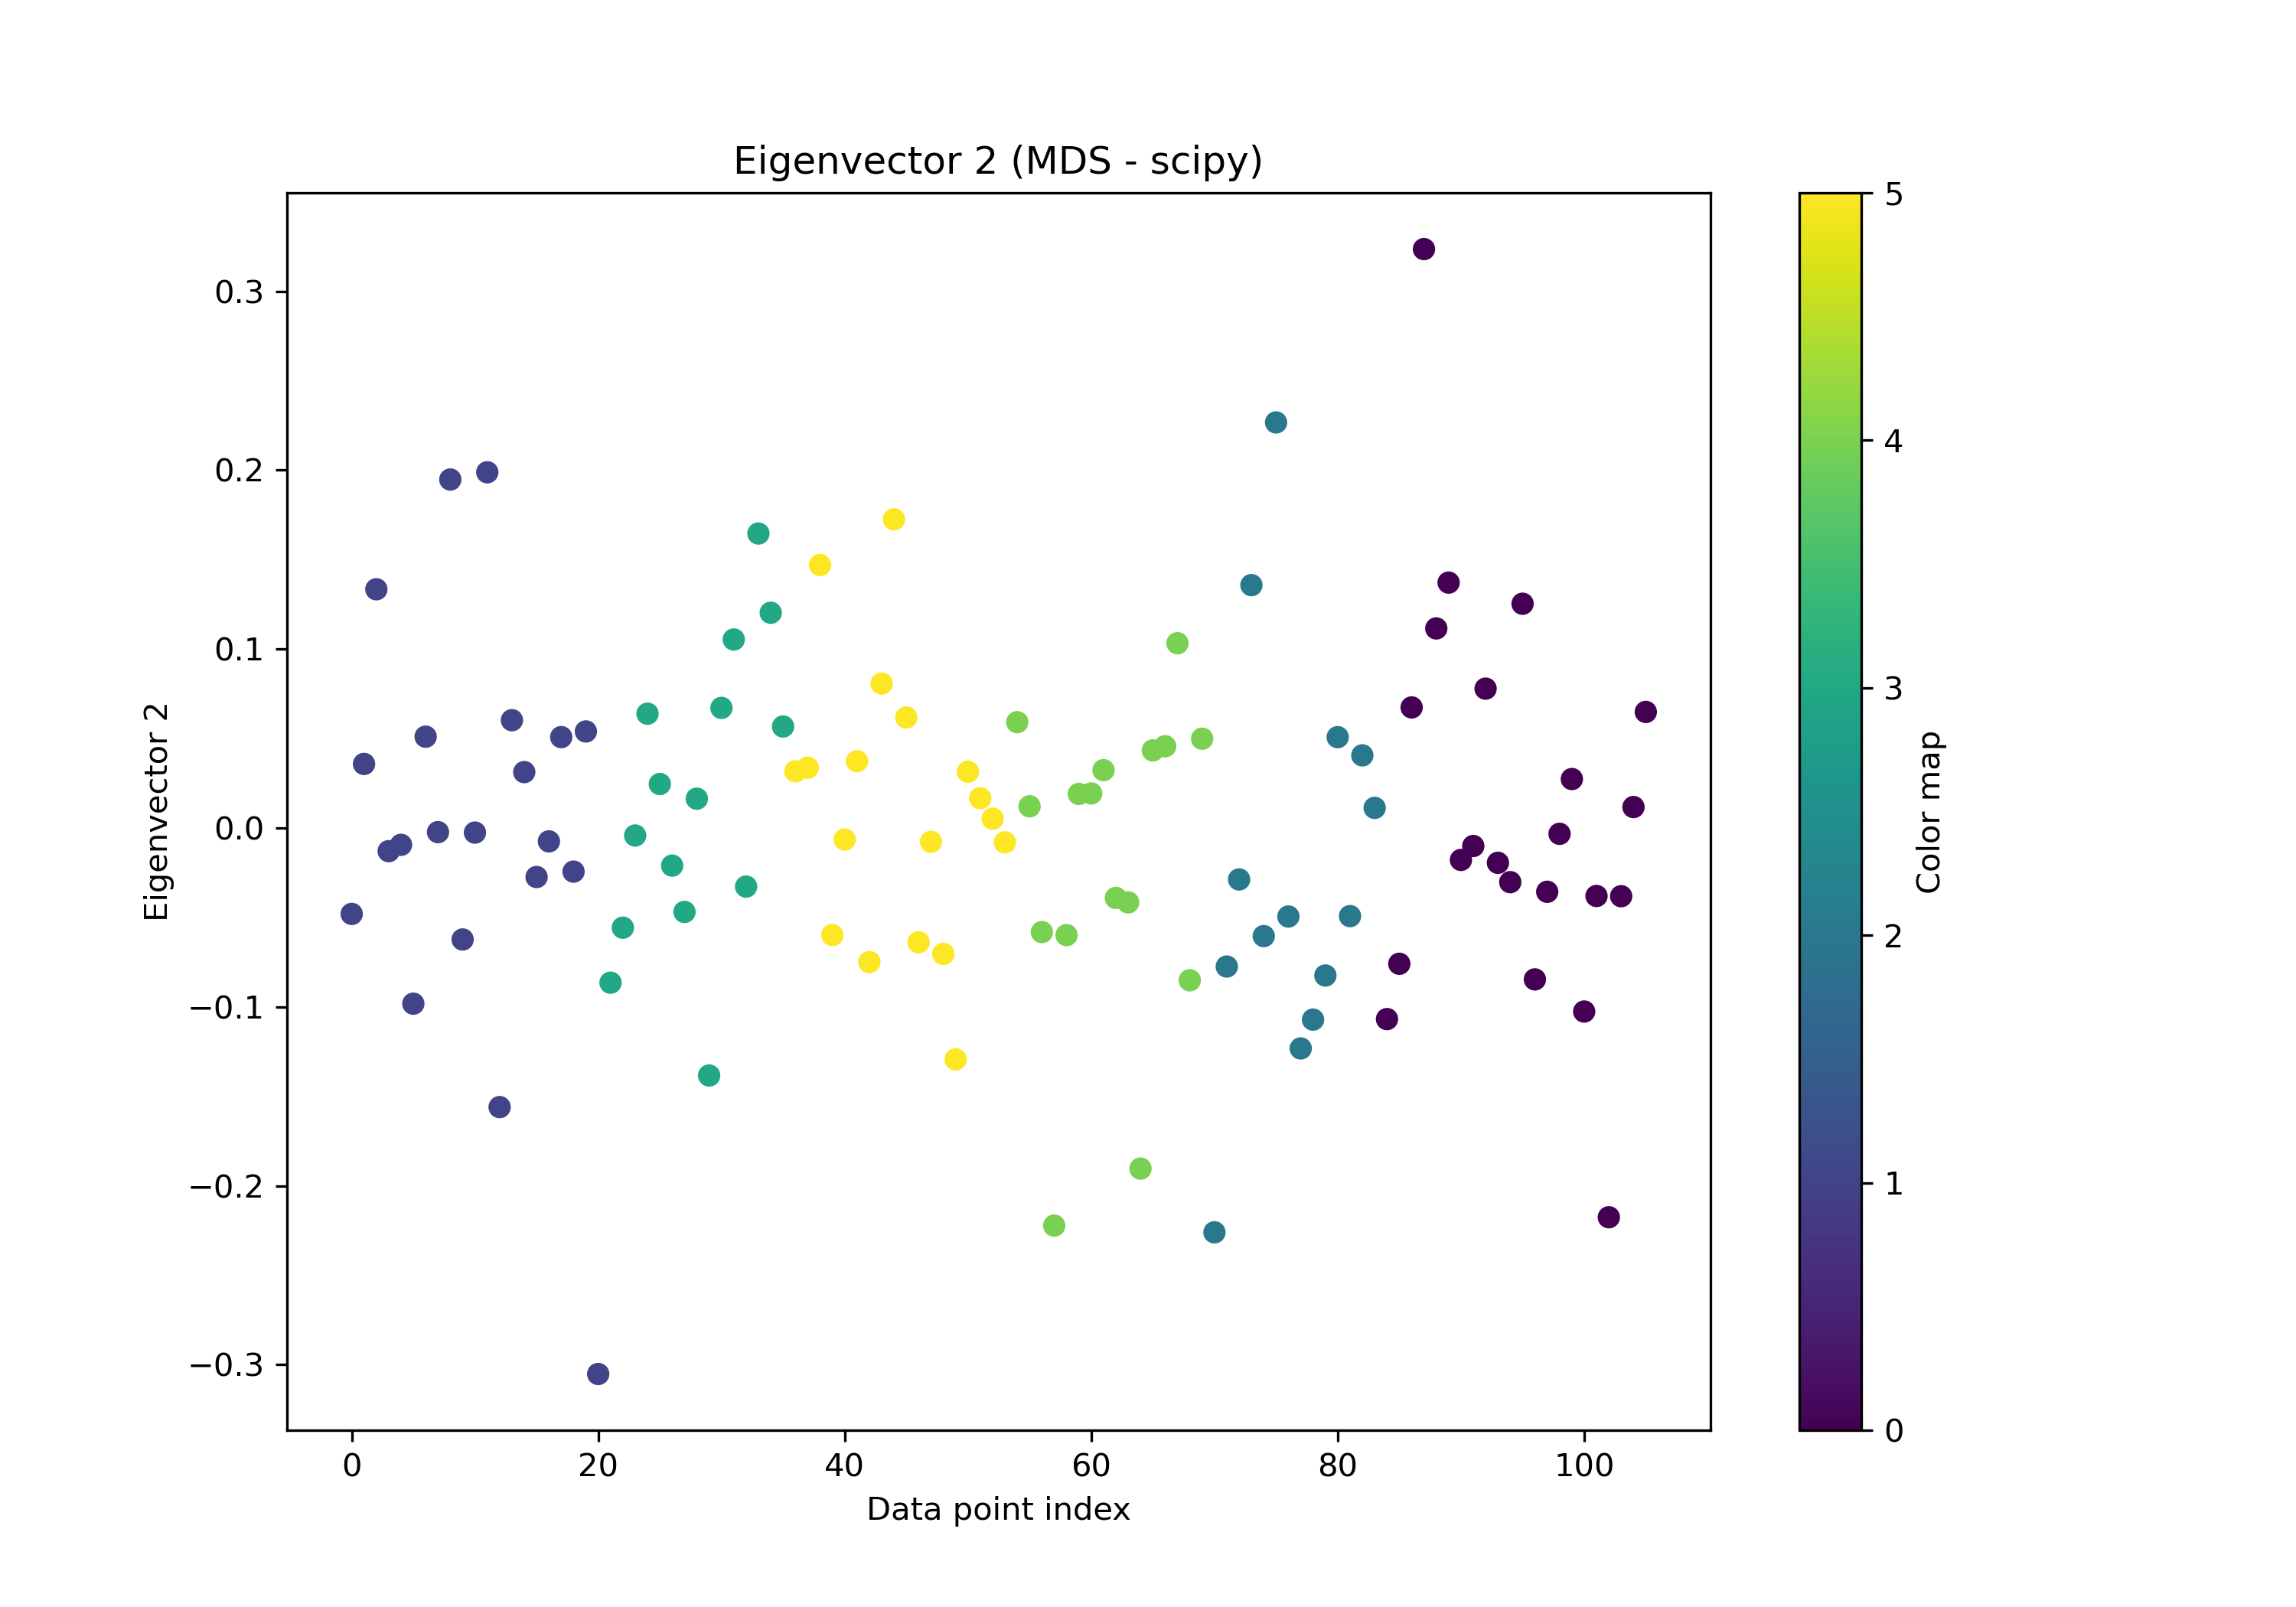 Eigenvector 2 (MDS - scipy)
Eigenvector 2
0.3
0.2
0.1
0.0
−0.1
−0.2
−0.3
0 20 40 60 80 100
Data point index
5
4
3
2
1
0
Color map